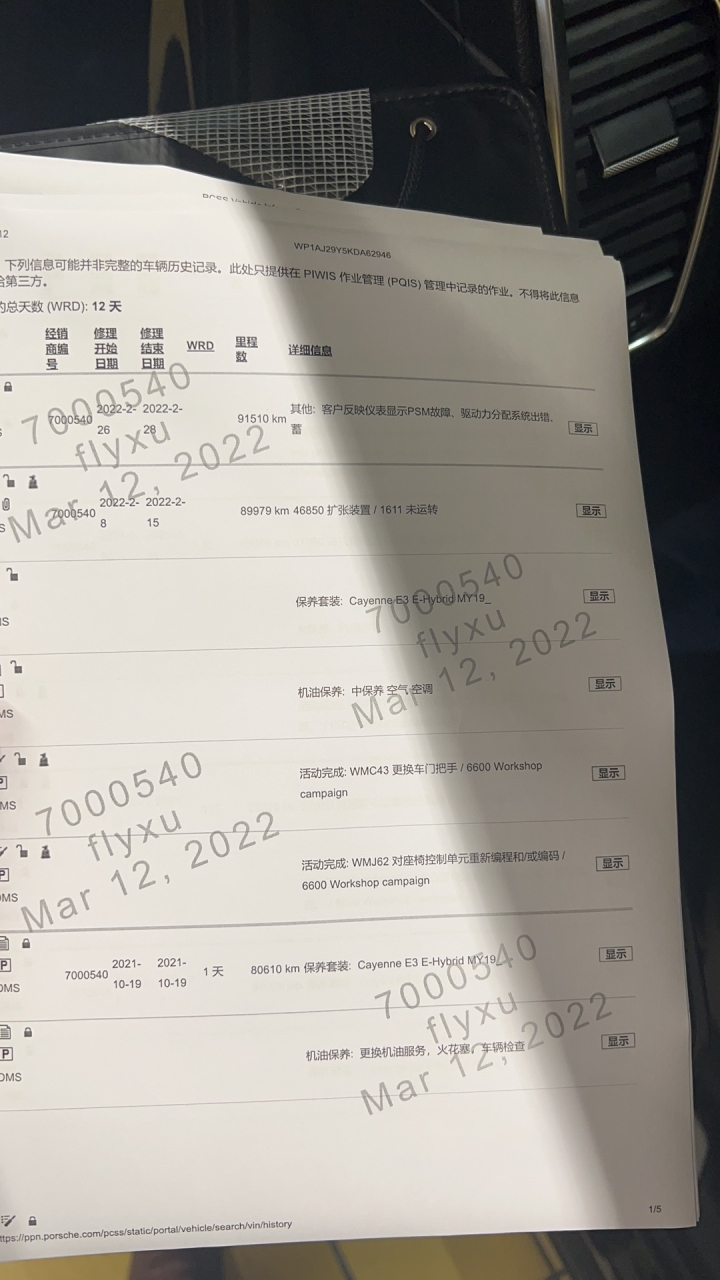 12
WP1AJ29Y5KDA62946
下列信息可能并非完整的车辆历史记录。此处只提供在 PIWIS 作业管理 (PQIS) 管理中记录的作业。不得将此信息
给第三方。
的总天数 (WRD): 12 天
经销商编号 修理开始日期 修理结束日期 WRD 里程数 详细信息
7000540 2022-2-26 2022-2-28 91510 km 其他: 客户反映仪表显示PSM故障、驱动力分配系统出错.
蓄
显示
7000540
flyxu
Mar 12, 2022
7000540 2022-2-8 2022-2-15 89979 km 46850 扩张装置 / 1611 未运转 显示
保养套装: Cayenne E3 E-Hybrid MY19_ 显示
7000540
flyxu
Mar 12, 2022
机油保养: 中保养 空气 空调 显示
MS
活动完成: WMC43 更换车门把手 / 6600 Workshop
campaign
显示
P
MS
7000540
flyxu
Mar 12, 2022
活动完成: WMJ62 对座椅控制单元重新编程和/或编码 /
6600 Workshop campaign
显示
P
OMS
7000540 2021-10-19 2021-10-19 1 天 80610 km 保养套装: Cayenne E3 E-Hybrid MY19_ 显示
P
OMS
7000540
flyxu
Mar 12, 2022
机油保养: 更换机油服务，火花塞，车辆检查 显示
P
OMS
1/5
ttps://ppn.porsche.com/pcss/static/portal/vehicle/search/vin/history